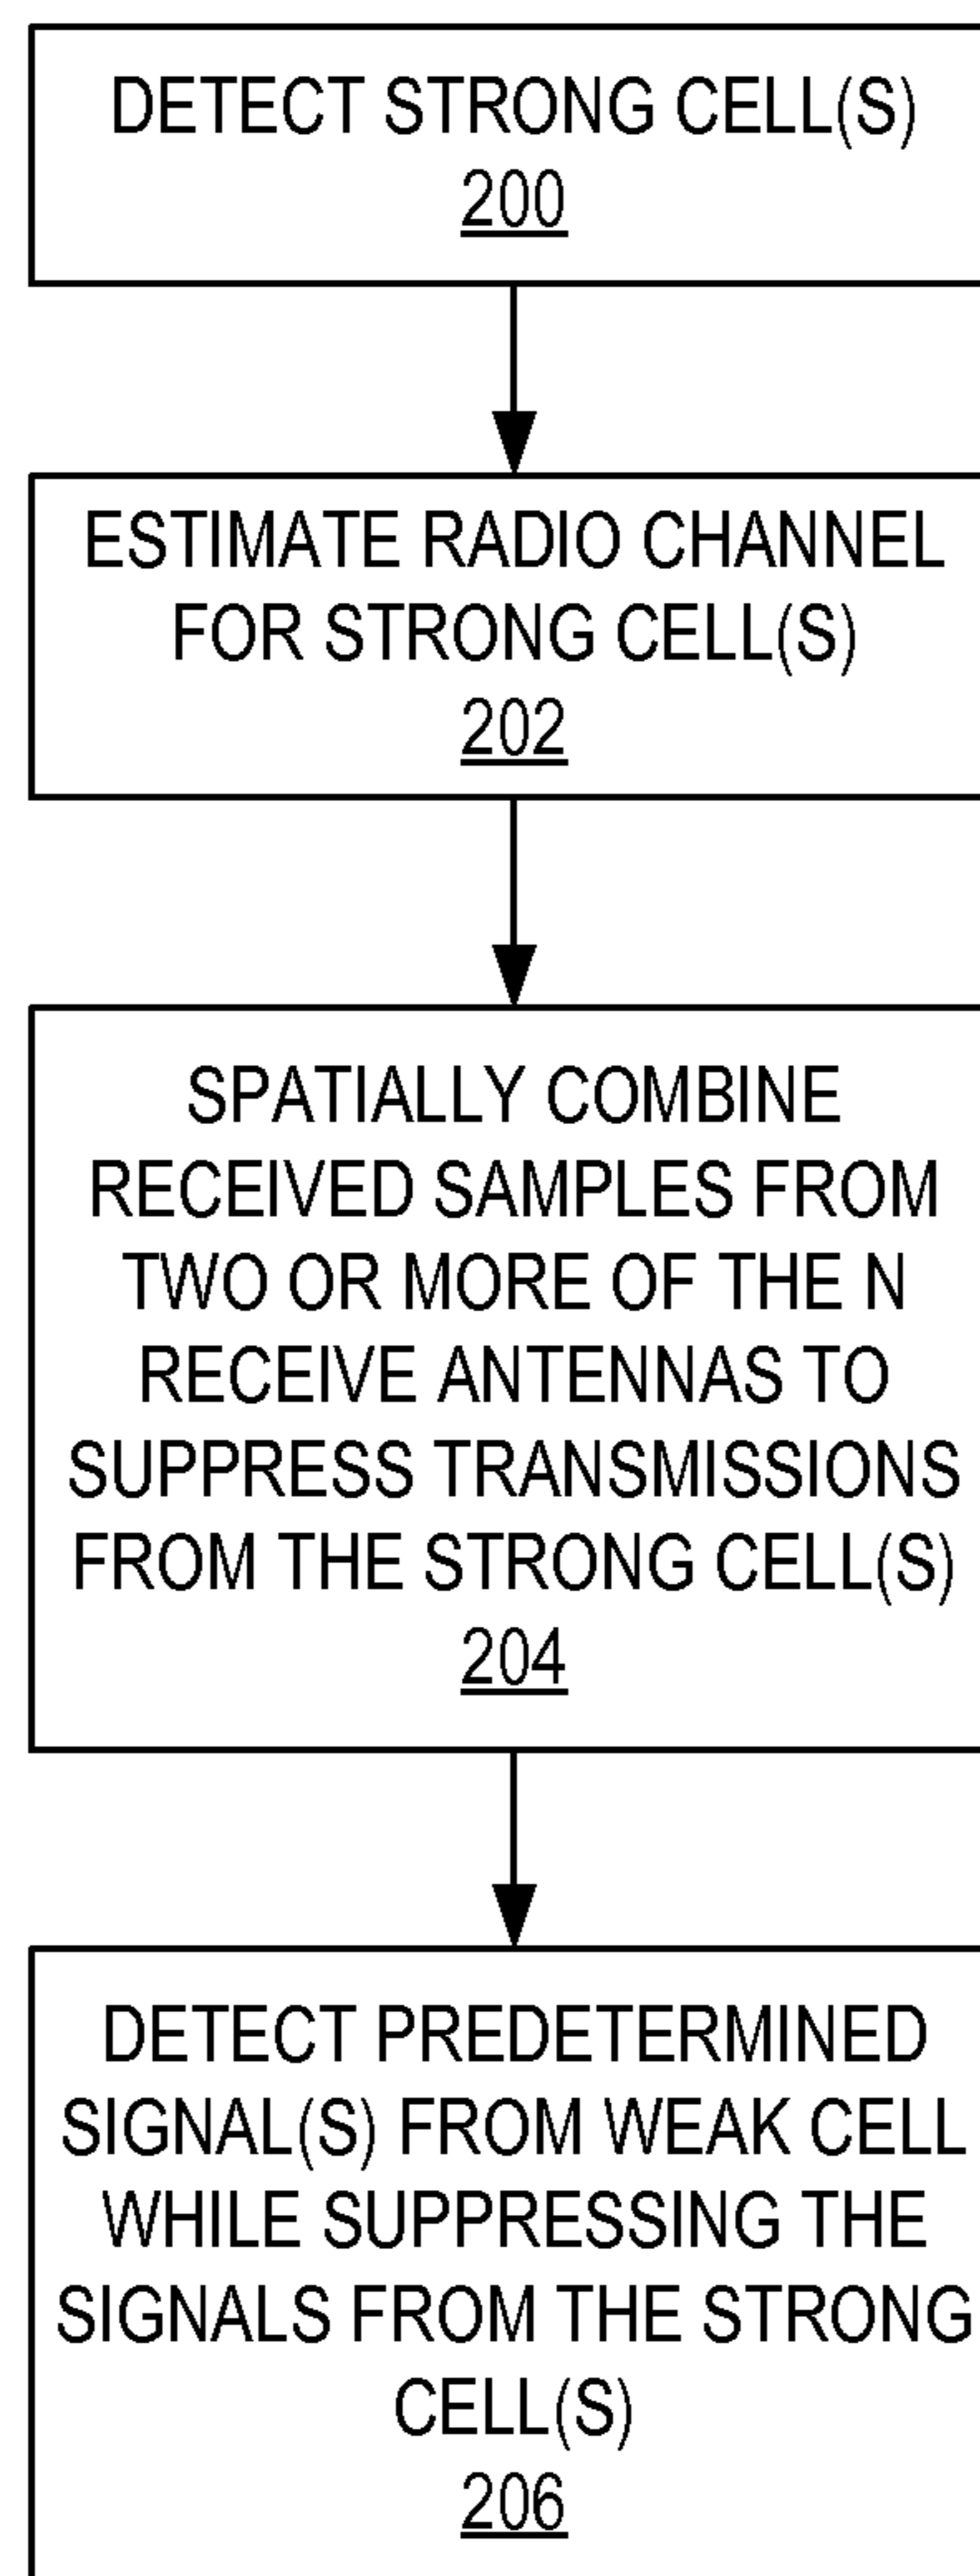 DETECT STRONG CELL(S)
200
ESTIMATE RADIO CHANNEL
FOR STRONG CELL(S)
202
SPATIALLY COMBINE
RECEIVED SAMPLES FROM
TWO OR MORE OF THE N
RECEIVE ANTENNAS TO
SUPPRESS TRANSMISSIONS
FROM THE STRONG CELL(S)
204
DETECT PREDETERMINED
SIGNAL(S) FROM WEAK CELL
WHILE SUPPRESSING THE
SIGNALS FROM THE STRONG
CELL(S)
206